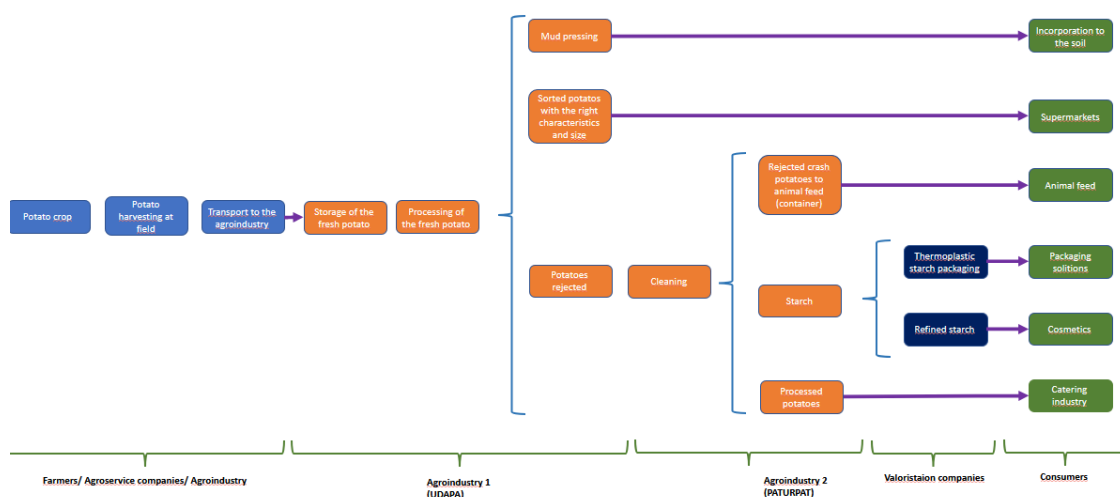 Mud pressing
Incorporation to
the soil
Sorted potatos
with the right
characteristics
and size
Supermarkets
Rejected crash
potatoes to
animal feed
(container)
Animal feed
Potato crop
Potato
harvesting at
field
Transport to the
agroindustry
Storage of the
fresh potato
Processing of
the fresh potato
Potatoes
rejected
Cleaning
Starch
Thermoplastic
starch packaging
Packaging
solitions
Refined starch
Cosmetics
Processed
potatoes
Catering
industry
Farmers/ Agroservice companies/ Agroindustry
Agroindustry 1
(UDAPA)
Agroindustry 2
(PATURPAT)
Valoristaion companies
Consumers